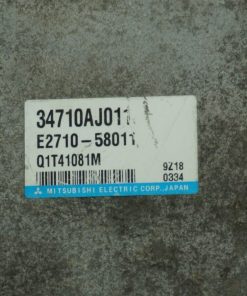 34710AJ011
E2710-58011
Q1T41081M
9Z18
0334
MITSUBISHI ELECTRIC CORP., JAPAN